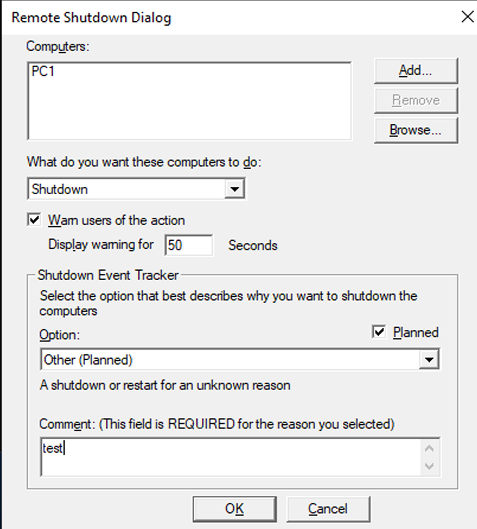 Remote Shutdown Dialog
Computers:
PC1
Add...
Remove
Browse...
What do you want these computers to do:
Shutdown
Warn users of the action
Display warning for 50 Seconds
Shutdown Event Tracker
Select the option that best describes why you want to shutdown the
computers
Option:
Planned
Other (Planned)
A shutdown or restart for an unknown reason
Comment: (This field is REQUIRED for the reason you selected)
test
OK
Cancel